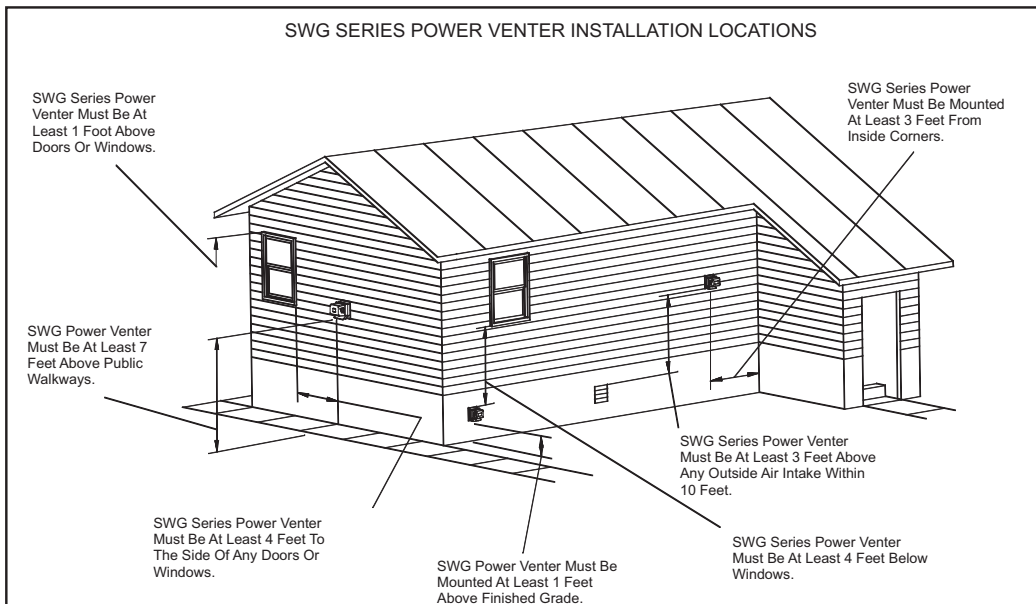 SWG SERIES POWER VENTER INSTALLATION LOCATIONS
SWG Series Power
Venter Must Be At
Least 1 Foot Above
Doors Or Windows.
SWG Series Power
Venter Must Be Mounted
At Least 3 Feet From
Inside Corners.
SWG Power Venter
Must Be At Least 7
Feet Above Public
Walkways.
SWG Series Power Venter
Must Be At Least 3 Feet Above
Any Outside Air Intake Within
10 Feet.
SWG Series Power Venter
Must Be At Least 4 Feet To
The Side Of Any Doors Or
Windows.
SWG Power Venter Must Be
Mounted At Least 1 Feet
Above Finished Grade.
SWG Series Power Venter
Must Be At Least 4 Feet Below
Windows.